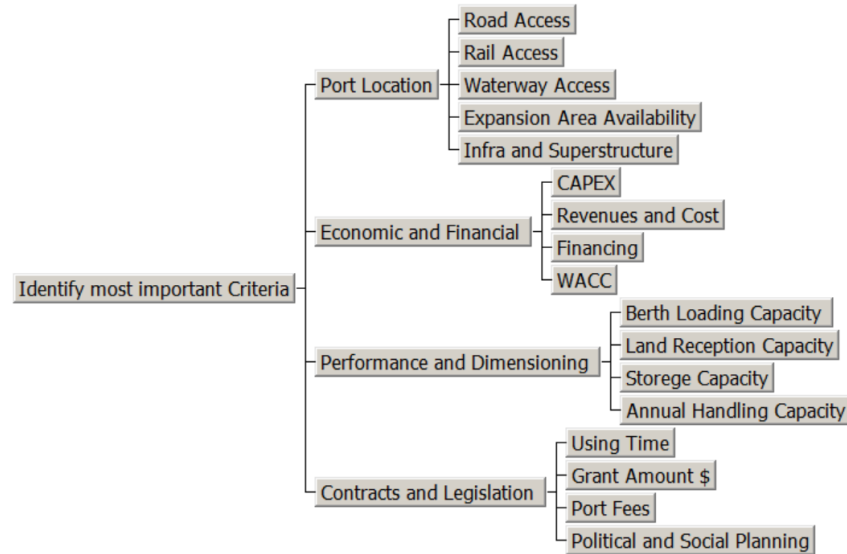 Road Access
Rail Access
Port Location
Waterway Access
Expansion Area Availability
Infra and Superstructure
CAPEX
Revenues and Cost
Economic and Financial
Financing
WACC
Identify most important Criteria
Berth Loading Capacity
Land Reception Capacity
Performance and Dimensioning
Storege Capacity
Annual Handling Capacity
Using Time
Grant Amount $
Contracts and Legislation
Port Fees
Political and Social Planning